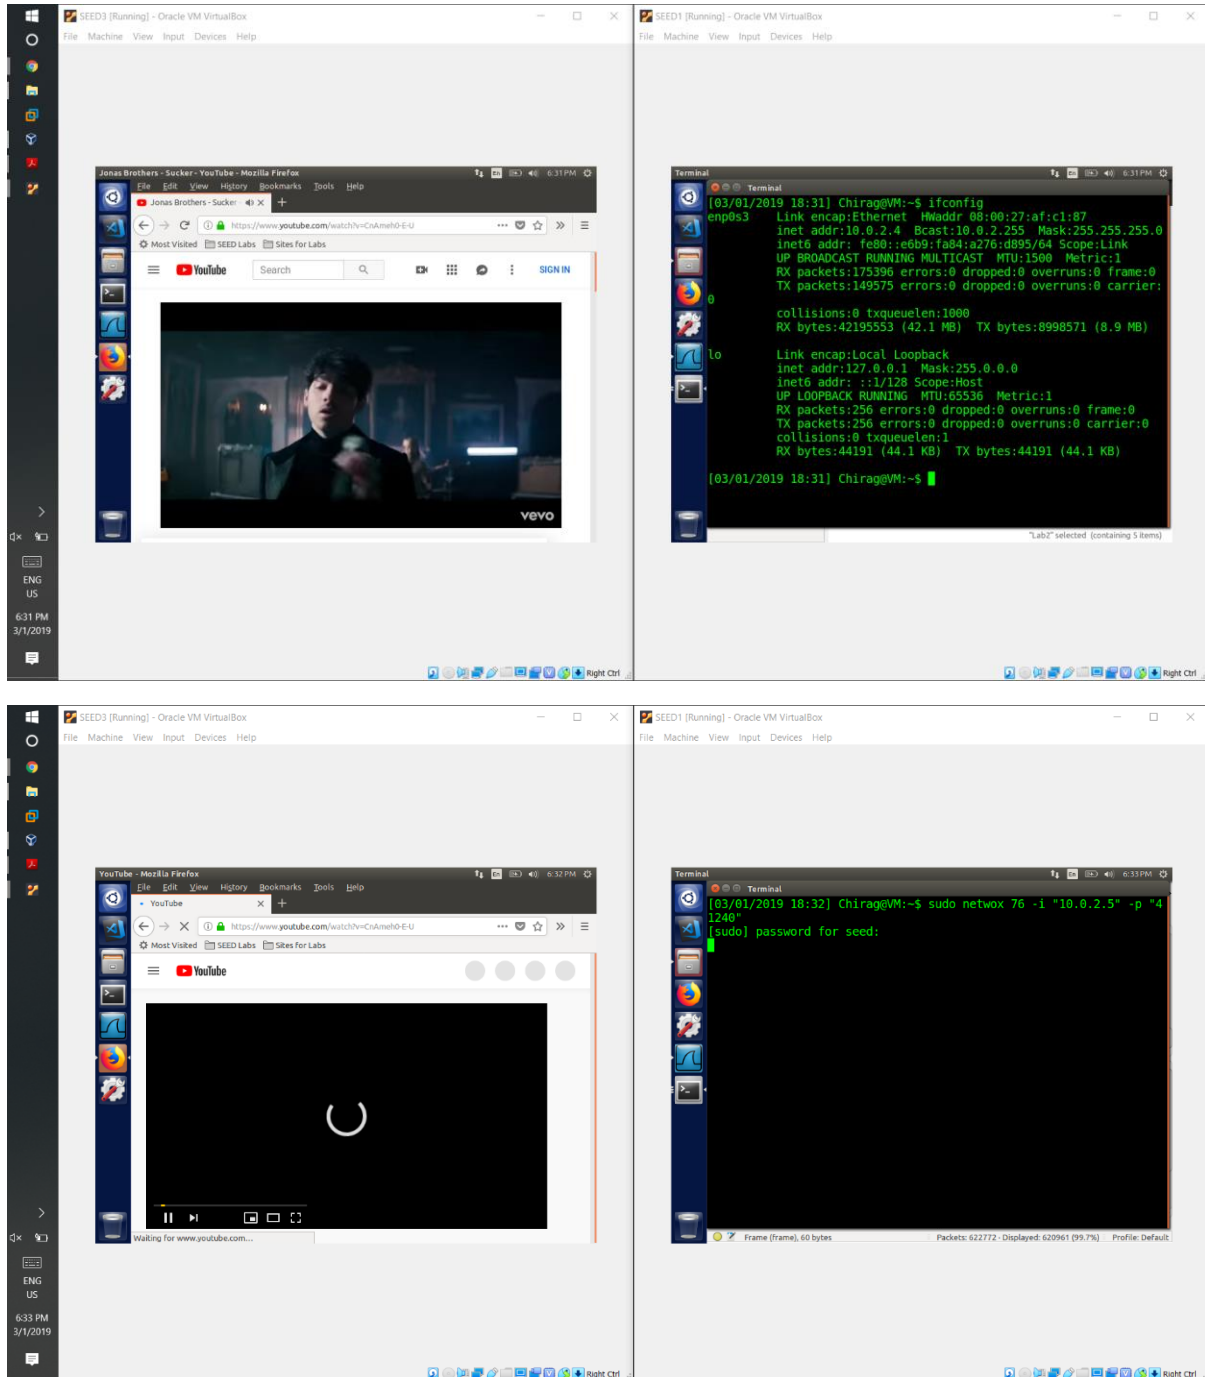 SEED3 [Running] - Oracle VM VirtualBox
File Machine View Input Devices Help
Jonas Brothers - Sucker - YouTube - Mozilla Firefox
En
6:31PM
File Edit View History Bookmarks Tools Help
Jonas Brothers - Sucker
https://www.youtube.com/watch?v=CnAmeh0-E-U
Most Visited SEED Labs Sites for Labs
YouTube
Search
SIGN IN
vevo
Right Ctrl
SEED1 [Running] - Oracle VM VirtualBox
File Machine View Input Devices Help
Terminal
En
6:31PM
Terminal
[03/01/2019 18:31] Chirag@VM:~$ ifconfig
enp0s3 Link encap:Ethernet HWaddr 08:00:27:af:c1:87
inet addr:10.0.2.4 Bcast:10.0.2.255 Mask:255.255.255.0
inet6 addr: fe80::e6b9:fa84:a276:d895/64 Scope:Link
UP BROADCAST RUNNING MULTICAST MTU:1500 Metric:1
RX packets:175396 errors:0 dropped:0 overruns:0 frame:0
TX packets:149575 errors:0 dropped:0 overruns:0 carrier:
0
collisions:0 txqueuelen:1000
RX bytes:42195553 (42.1 MB) TX bytes:8998571 (8.9 MB)
lo Link encap:Local Loopback
inet addr:127.0.0.1 Mask:255.0.0.0
inet6 addr: ::1/128 Scope:Host
UP LOOPBACK RUNNING MTU:65536 Metric:1
RX packets:256 errors:0 dropped:0 overruns:0 frame:0
TX packets:256 errors:0 dropped:0 overruns:0 carrier:0
collisions:0 txqueuelen:1
RX bytes:44191 (44.1 KB) TX bytes:44191 (44.1 KB)
[03/01/2019 18:31] Chirag@VM:~$
"Lab2" selected (containing 5 items)
Right Ctrl
ENG
US
6:31 PM
3/1/2019
SEED3 [Running] - Oracle VM VirtualBox
File Machine View Input Devices Help
YouTube - Mozilla Firefox
En
6:32PM
File Edit View History Bookmarks Tools Help
YouTube
https://www.youtube.com/watch?v=CnAmeh0-E-U
Most Visited SEED Labs Sites for Labs
YouTube
Waiting for www.youtube.com...
Right Ctrl
SEED1 [Running] - Oracle VM VirtualBox
File Machine View Input Devices Help
Terminal
En
6:33PM
Terminal
[03/01/2019 18:32] Chirag@VM:~$ sudo netwox 76 -i "10.0.2.5" -p "4
1240"
[sudo] password for seed:
Frame (frame), 60 bytes
Packets: 622772 · Displayed: 620961 (99.7%)
Profile: Default
Right Ctrl
ENG
US
6:33 PM
3/1/2019